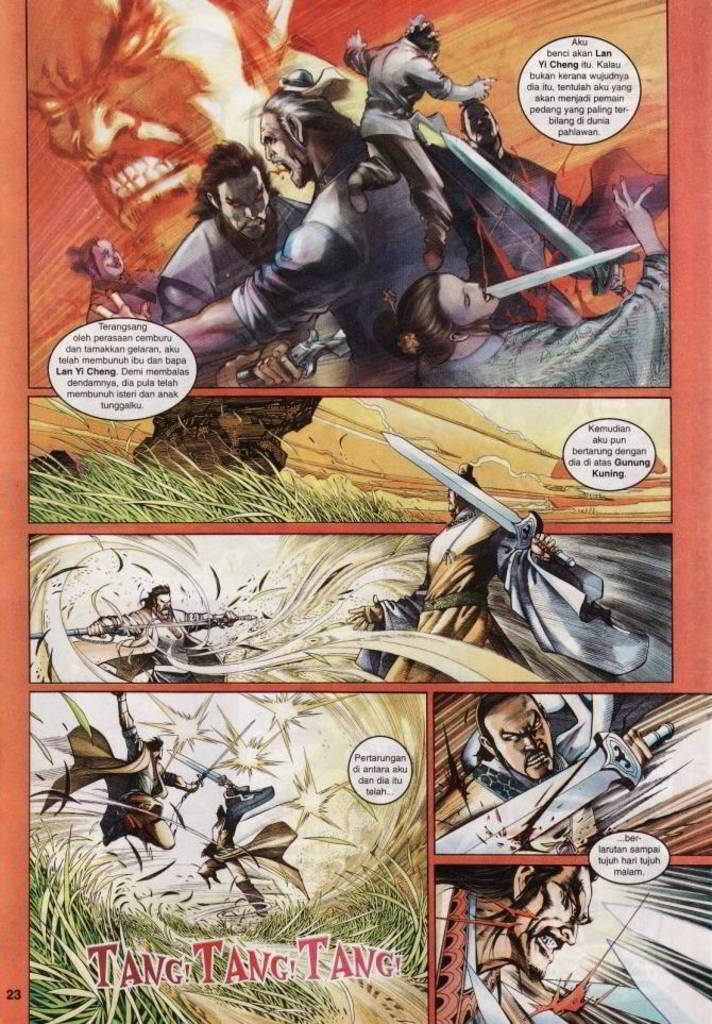 Aku
benci akan Lan
Yi Cheng itu. Kalau
bukan kerana wujudnya
dia itu, tentulah aku yang
akan menjadi pemain
pedang yang paling ter-
bilang di dunia
pahlawan.
Terangsang
oleh perasaan cemburu
dan tamakkan gelaran, aku
telah membunuh ibu dan bapa
Lan Yi Cheng. Demi membalas
dendamnya, dia pula telah
membunuh isteri dan anak
tunggalku.
Kemudian
aku pun
bertarung dengan
dia di atas Gunung
Kuning.
Pertarungan
di antara aku
dan dia itu
telah...
...ber-
larutan sampai
tujuh hari tujuh
malam.
TANG! TANG! TANG!
23